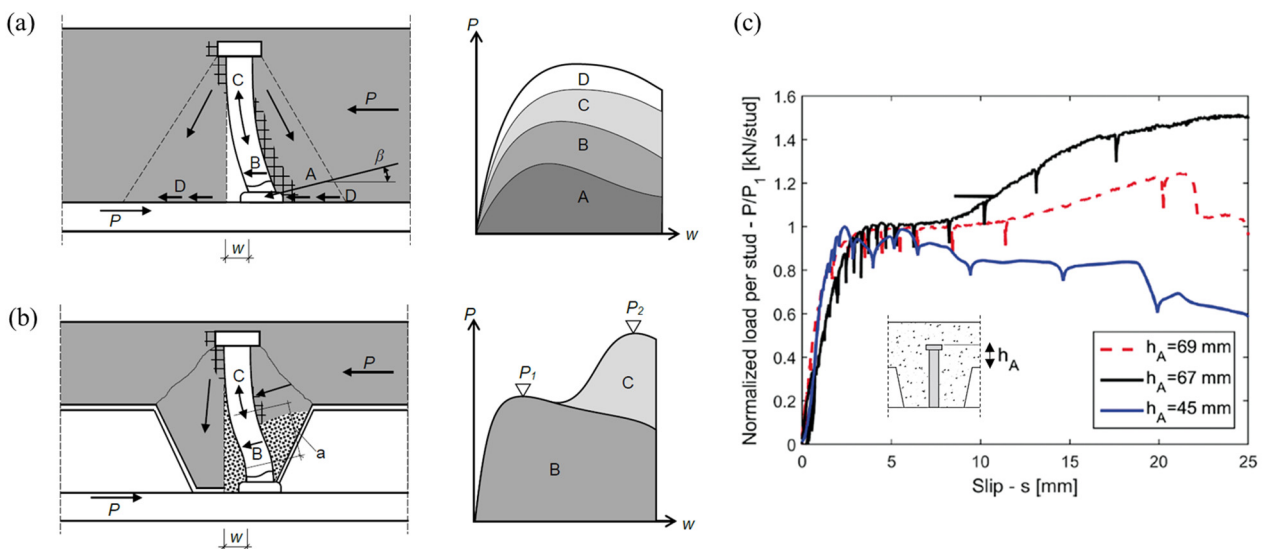 (a)
C
P
B
A
β
D
D
P
w
P
D
C
B
A
w
(b)
C
P
B
a
P
w
P
P1
P2
C
B
w
(c)
Normalized load per stud - P/P1 [kN/stud]
1.6
1.4
1.2
1
0.8
0.6
0.4
0.2
0
0 5 10 15 20 25
Slip - s [mm]
hA
hA=69 mm
hA=67 mm
hA=45 mm